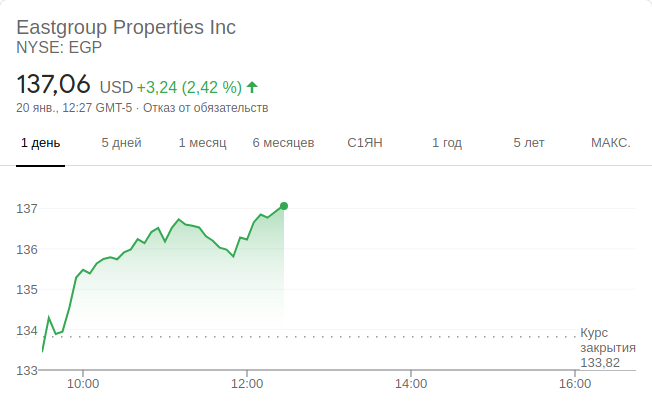 Eastgroup Properties Inc
NYSE: EGP
137,06 USD +3,24 (2,42 %)
20 янв., 12:27 GMT-5 · Отказ от обязательств
1 день 5 дней 1 месяц 6 месяцев С1ЯН 1 год 5 лет МАКС.
137
136
135
134
Курс
закрытия
133,82
133
10:00 12:00 14:00 16:00